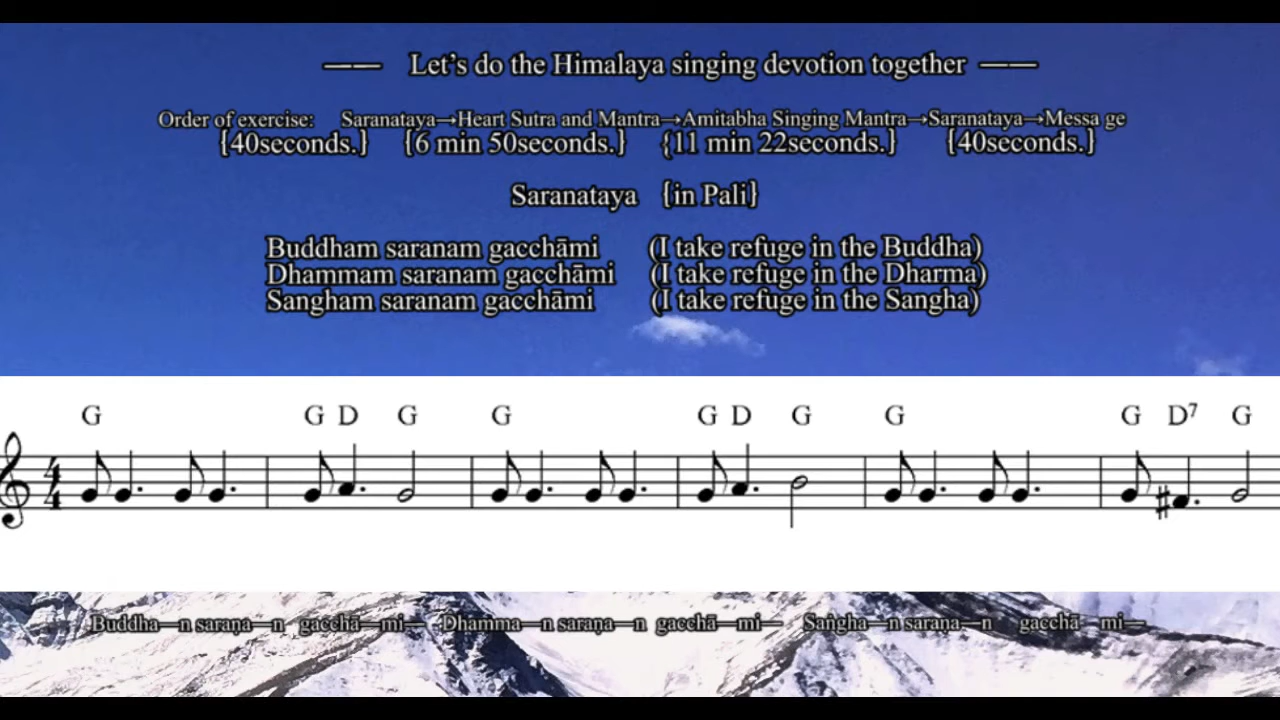 —— Let's do the Himalaya singing devotion together ——
Order of exercise: Saranataya→Heart Sutra and Mantra→Amitabha Singing Mantra→Saranataya→Messa ge
{40seconds.} {6 min 50seconds.} {11 min 22seconds.} {40seconds.}
Saranataya {in Pali}
Buddham saranam gacchāmi (I take refuge in the Buddha)
Dhammam saranam gacchāmi (I take refuge in the Dharma)
Sangham saranam gacchāmi (I take refuge in the Sangha)
G G D G G G D G G G D7 G
4
4
Buddha—n saraṇa—n gacchā—mi— Dhamma—n saraṇa—n gacchā—mi— Saṅgha—n saraṇa—n gacchā—mi—